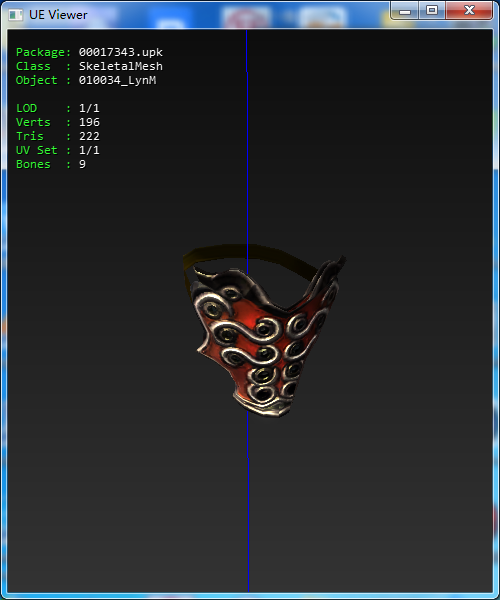 UE Viewer
Package: 00017343.upk
Class : SkeletalMesh
Object : 010034_LynM
LOD : 1/1
Verts : 196
Tris : 222
UV Set : 1/1
Bones : 9